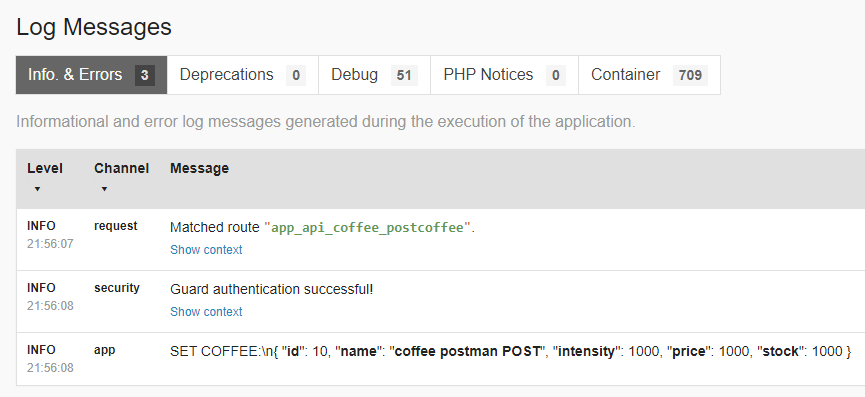 Log Messages
Info. & Errors 3 Deprecations 0 Debug 51 PHP Notices 0 Container 709
Informational and error log messages generated during the execution of the application.
Level Channel Message
INFO request Matched route "app_api_coffee_postcoffee".
21:56:07 Show context
INFO security Guard authentication successful!
21:56:08 Show context
INFO app SET COFFEE:\n{ "id": 10, "name": "coffee postman POST", "intensity": 1000, "price": 1000, "stock": 1000 }
21:56:08